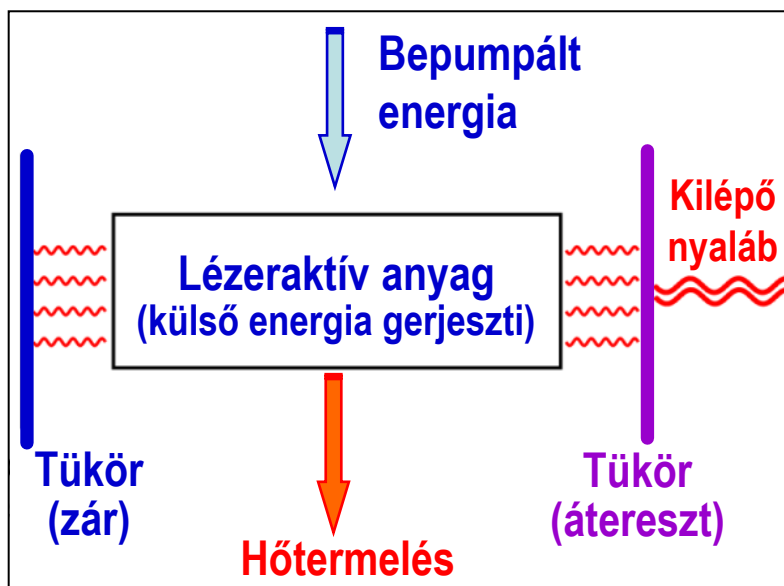 Bepumpált
energia
Kilépő
nyaláb
Lézeraktív anyag
(külső energia gerjeszti)
Tükör
(zár)
Tükör
(átereszt)
Hőtermelés